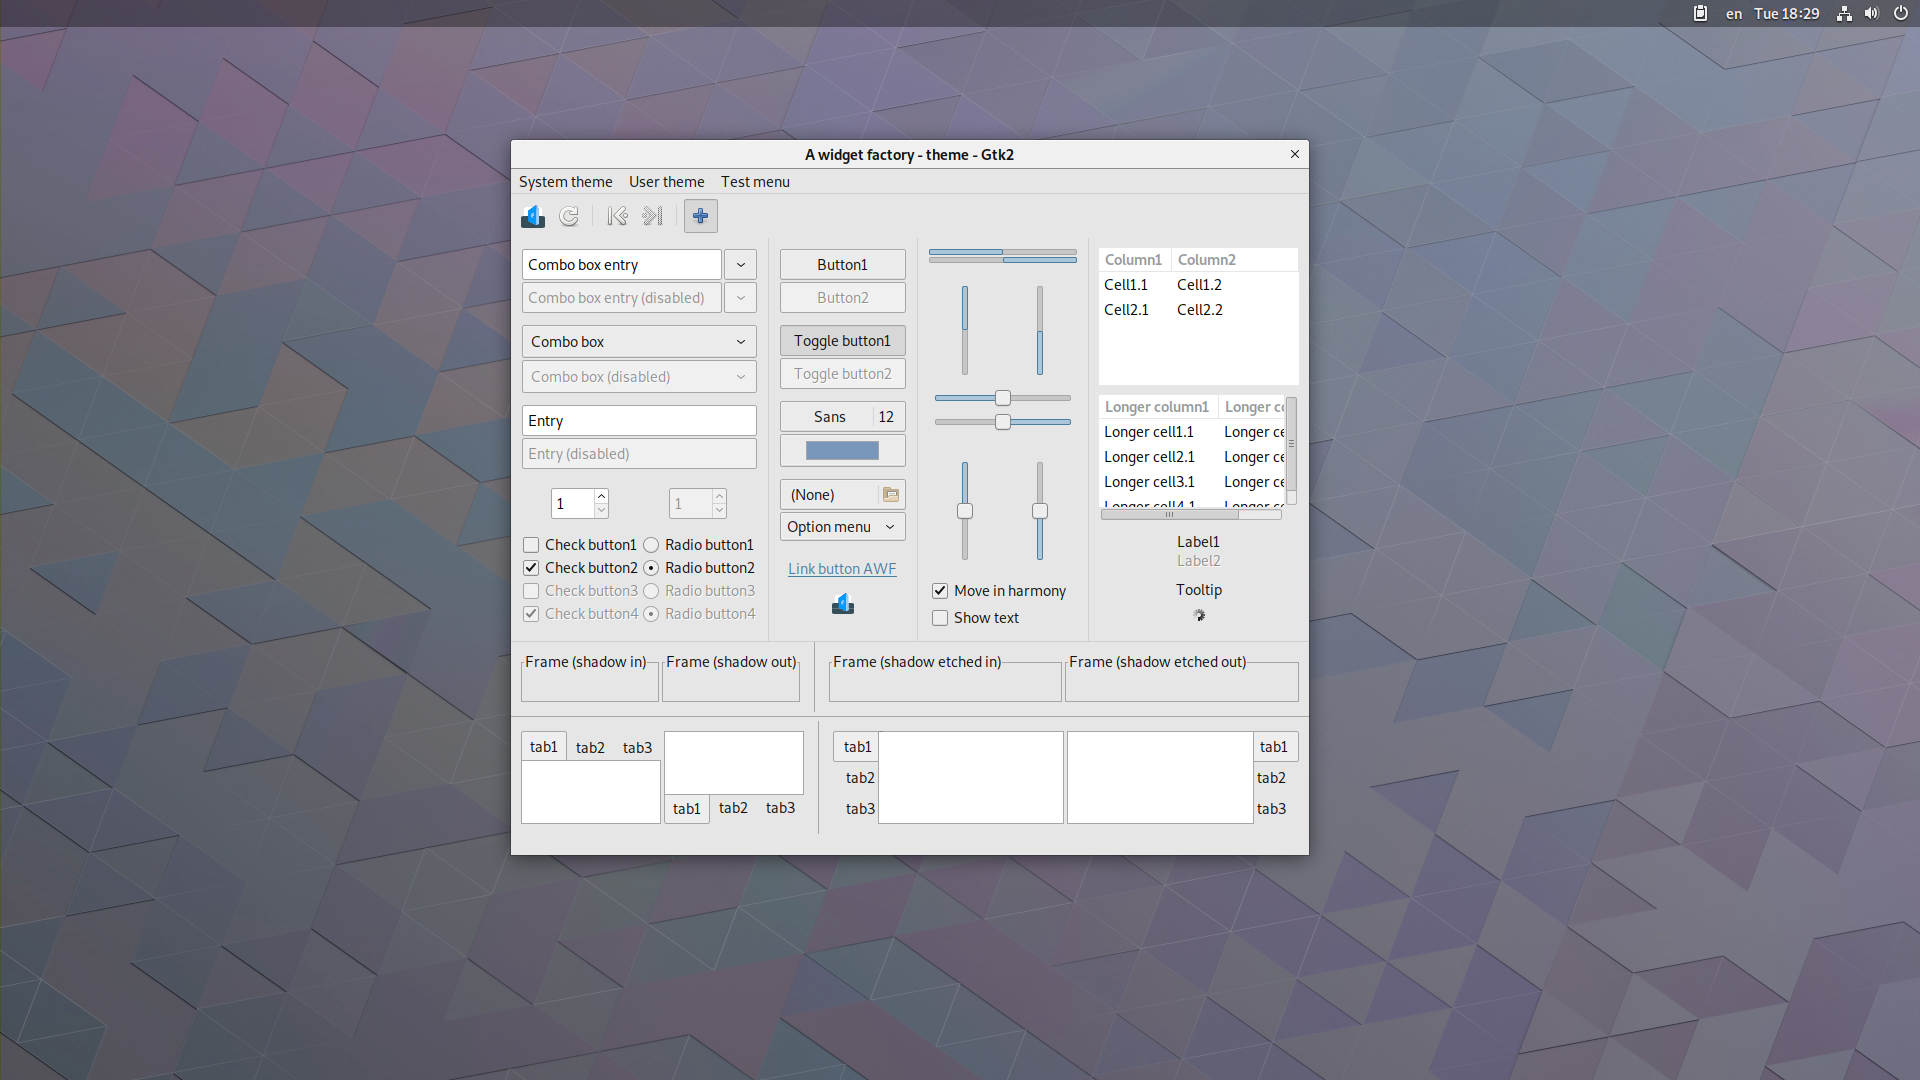 en Tue 18:29
A widget factory - theme - Gtk2
System theme User theme Test menu
Combo box entry
Combo box entry (disabled)
Combo box
Combo box (disabled)
Entry
Entry (disabled)
1 1
Check button1 Radio button1
Check button2 Radio button2
Check button3 Radio button3
Check button4 Radio button4
Button1
Button2
Toggle button1
Toggle button2
Sans 12
(None)
Option menu
Link button AWF
Move in harmony
Show text
Column1 Column2
Cell1.1 Cell1.2
Cell2.1 Cell2.2
Longer column1 Longer c
Longer cell1.1 Longer ce
Longer cell2.1 Longer ce
Longer cell3.1 Longer ce
Longer cell4.1 Longer ce
Label1
Label2
Tooltip
Frame (shadow in) Frame (shadow out) Frame (shadow etched in) Frame (shadow etched out)
tab1 tab2 tab3
tab1 tab2 tab3
tab1
tab2
tab3
tab1
tab2
tab3